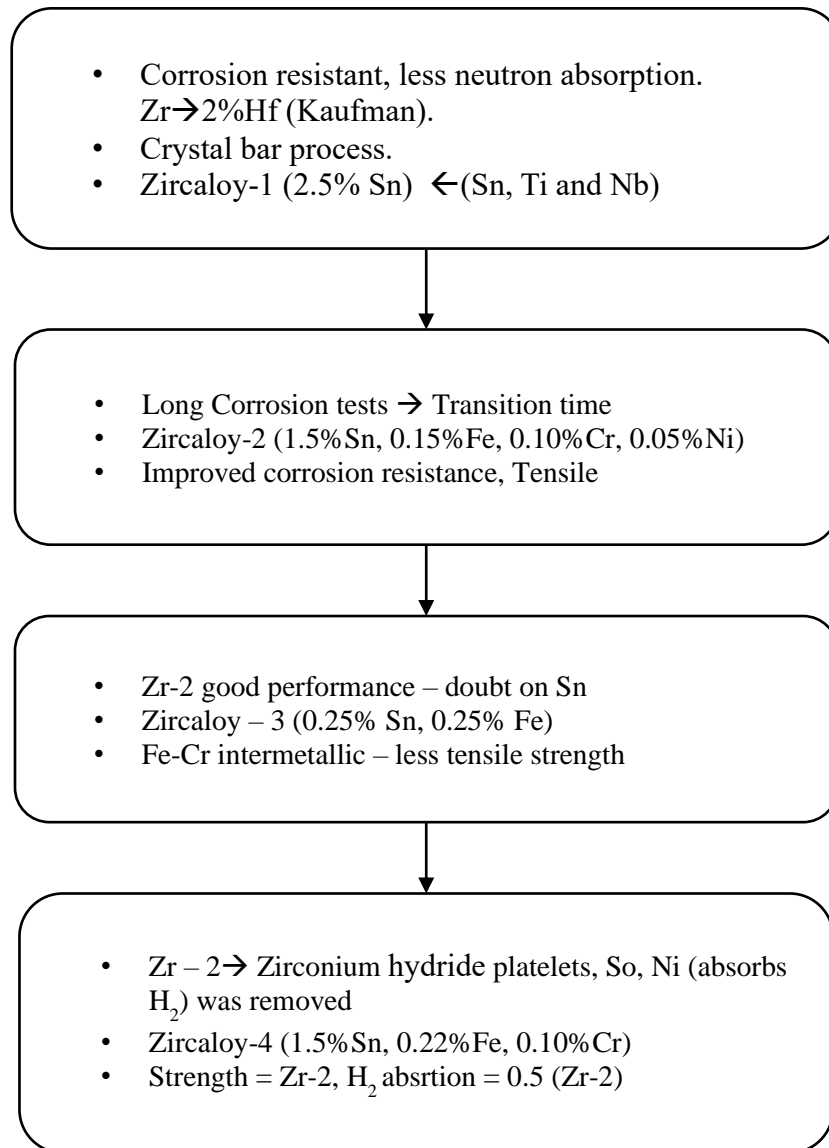 • Corrosion resistant, less neutron absorption.
Zr→2%Hf (Kaufman).
• Crystal bar process.
• Zircaloy-1 (2.5% Sn) ←(Sn, Ti and Nb)
• Long Corrosion tests → Transition time
• Zircaloy-2 (1.5%Sn, 0.15%Fe, 0.10%Cr, 0.05%Ni)
• Improved corrosion resistance, Tensile
• Zr-2 good performance – doubt on Sn
• Zircaloy – 3 (0.25% Sn, 0.25% Fe)
• Fe-Cr intermetallic – less tensile strength
• Zr – 2→ Zirconium hydride platelets, So, Ni (absorbs
H₂) was removed
• Zircaloy-4 (1.5%Sn, 0.22%Fe, 0.10%Cr)
• Strength = Zr-2, H₂ absrtion = 0.5 (Zr-2)